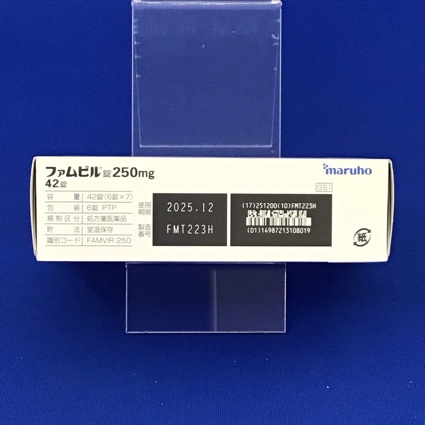 ファムビル錠250mg
42錠
maruho
GS1
容量 42錠(6錠×7)
包装 6錠 PTP
規制区分 処方箋医薬品
貯法 室温保存
識別コード FAMVIR 250
使用期限 2025.12
製造番号 FMT223H
(17)251200(10)FMT223H
(01)14987213108019
紙